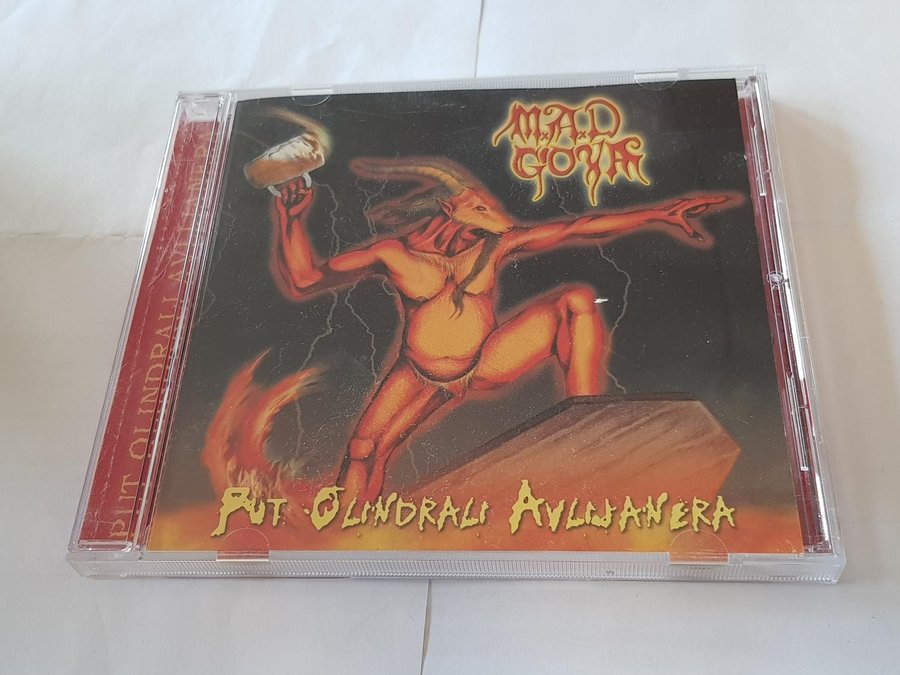 M.A.D
GOYA
PUT OLINDRALI AVLIJANERA
PUT OLINDRALI AVLIJANERA